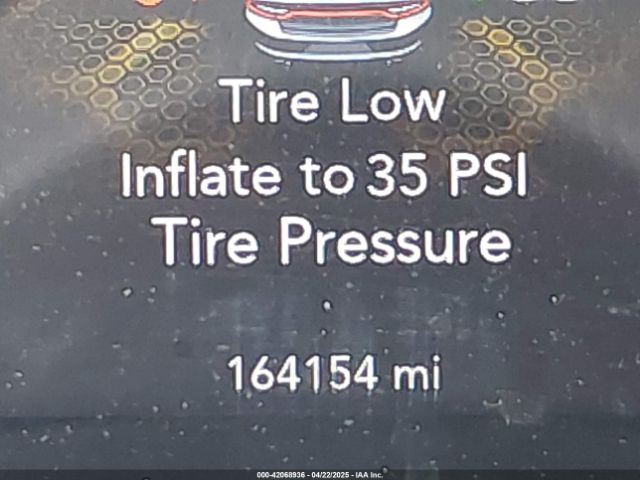 Tire Low
Inflate to 35 PSI
Tire Pressure
164154 mi
000-42068936 - 04/22/2025 - IAA Inc.